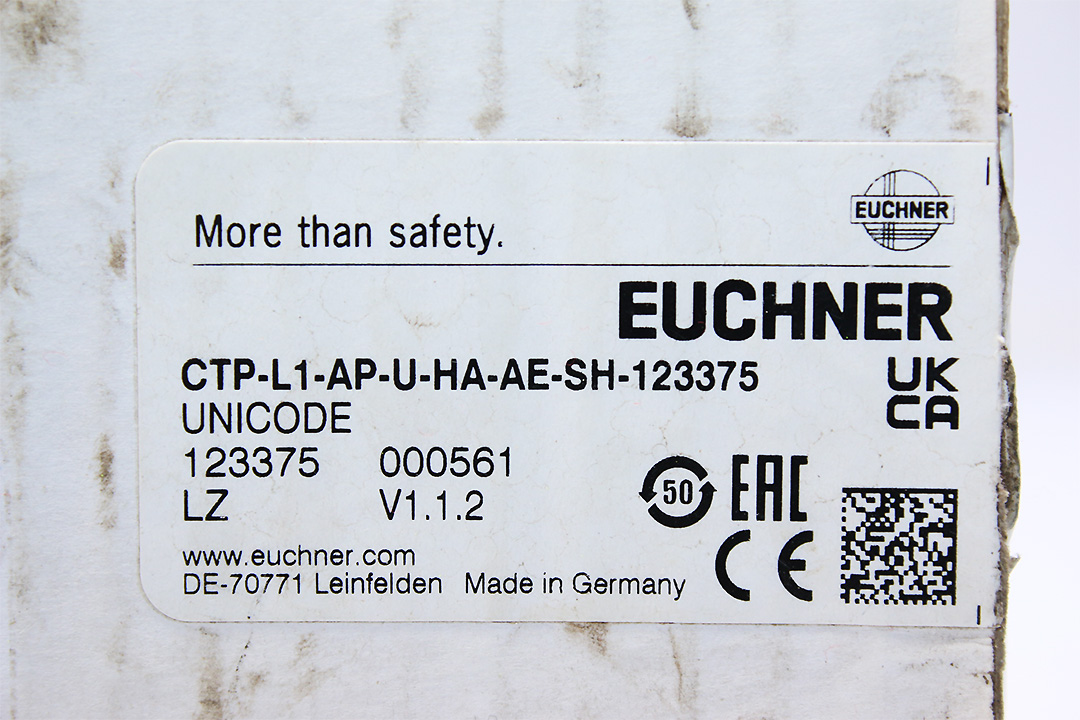 More than safety.
EUCHNER
EUCHNER
CTP-L1-AP-U-HA-AE-SH-123375
UK
CA
UNICODE
123375 000561
LZ V1.1.2
50 EAC
CE
www.euchner.com
DE-70771 Leinfelden Made in Germany